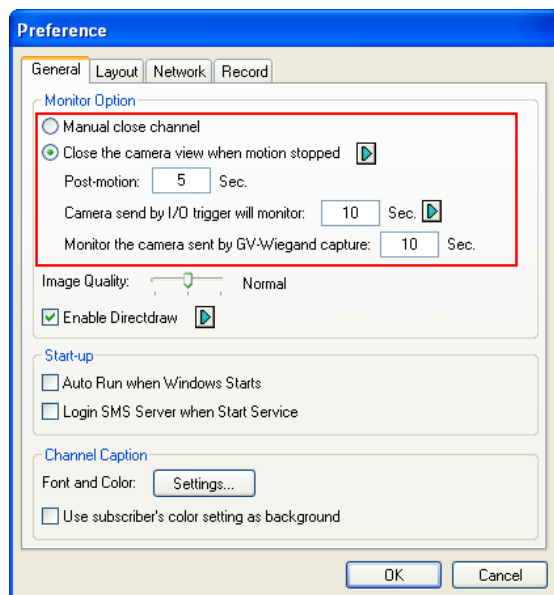 Preference
General Layout Network Record
Monitor Option
Manual close channel
Close the camera view when motion stopped
Post-motion: 5 Sec.
Camera send by I/O trigger will monitor: 10 Sec.
Monitor the camera sent by GV-Wiegand capture: 10 Sec.
Image Quality: Normal
Enable Directdraw
Start-up
Auto Run when Windows Starts
Login SMS Server when Start Service
Channel Caption
Font and Color: Settings...
Use subscriber's color setting as background
OK Cancel